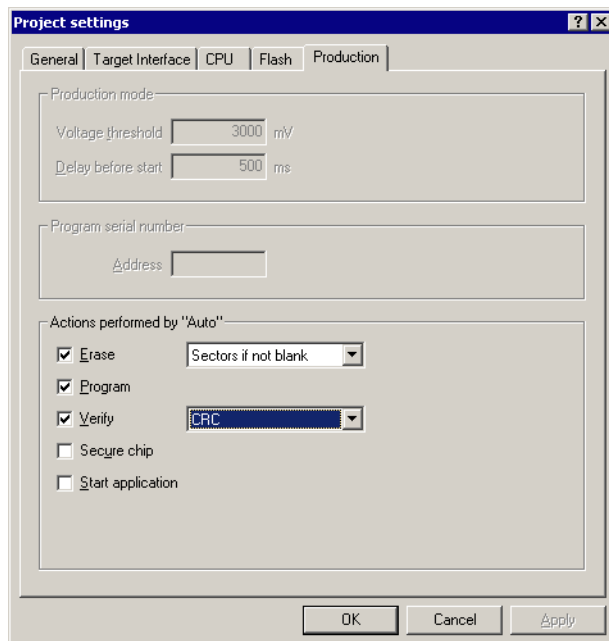 Project settings
General Target Interface CPU Flash Production
Production mode
Voltage threshold 3000 mV
Delay before start 500 ms
Program serial number
Address
Actions performed by "Auto"
Erase Sectors if not blank
Program
Verify CRC
Secure chip
Start application
OK Cancel Apply